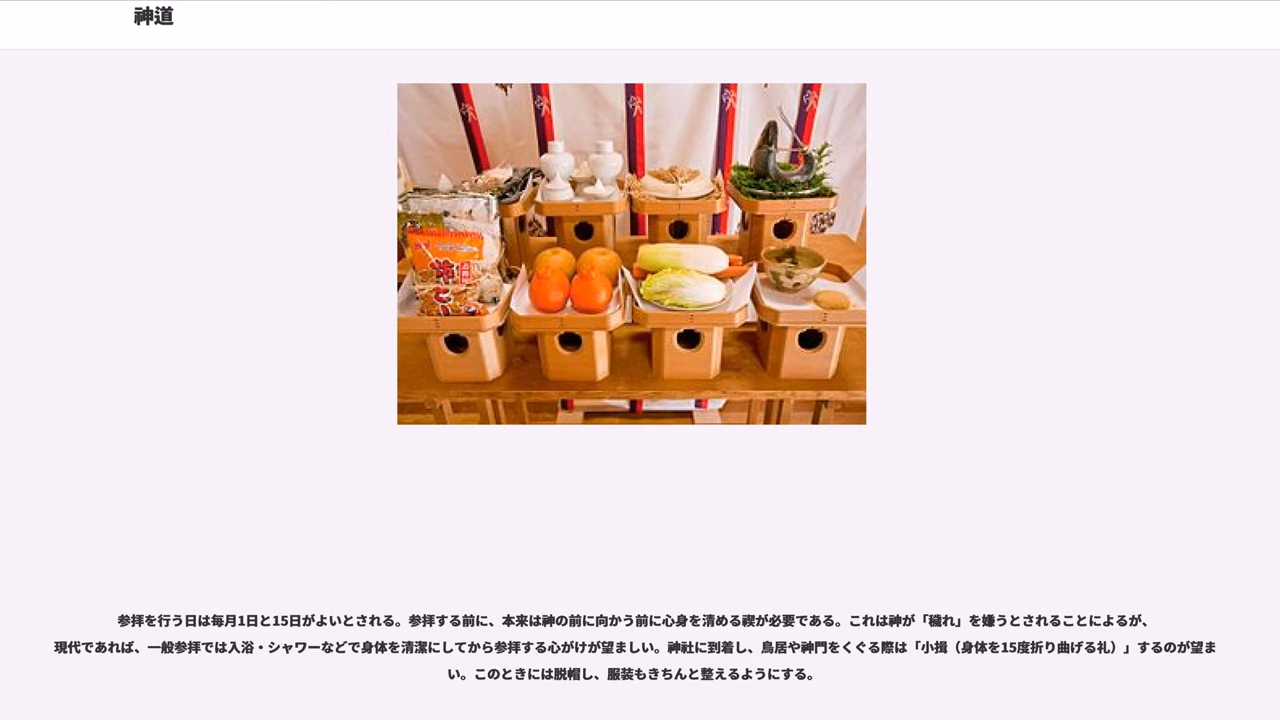 神道
参拝を行う日は毎月1日と15日がよいとされる。参拝する前に、本来は神の前に向かう前に心身を清める禊が必要である。これは神が「穢れ」を嫌うとされることによるが、
現代であれば、一般参拝では入浴・シャワーなどで身体を清潔にしてから参拝する心がけが望ましい。神社に到着し、鳥居や神門をくぐる際は「小揖（身体を15度折り曲げる礼）」するのが望ま
い。このときには脱帽し、服装もきちんと整えるようにする。